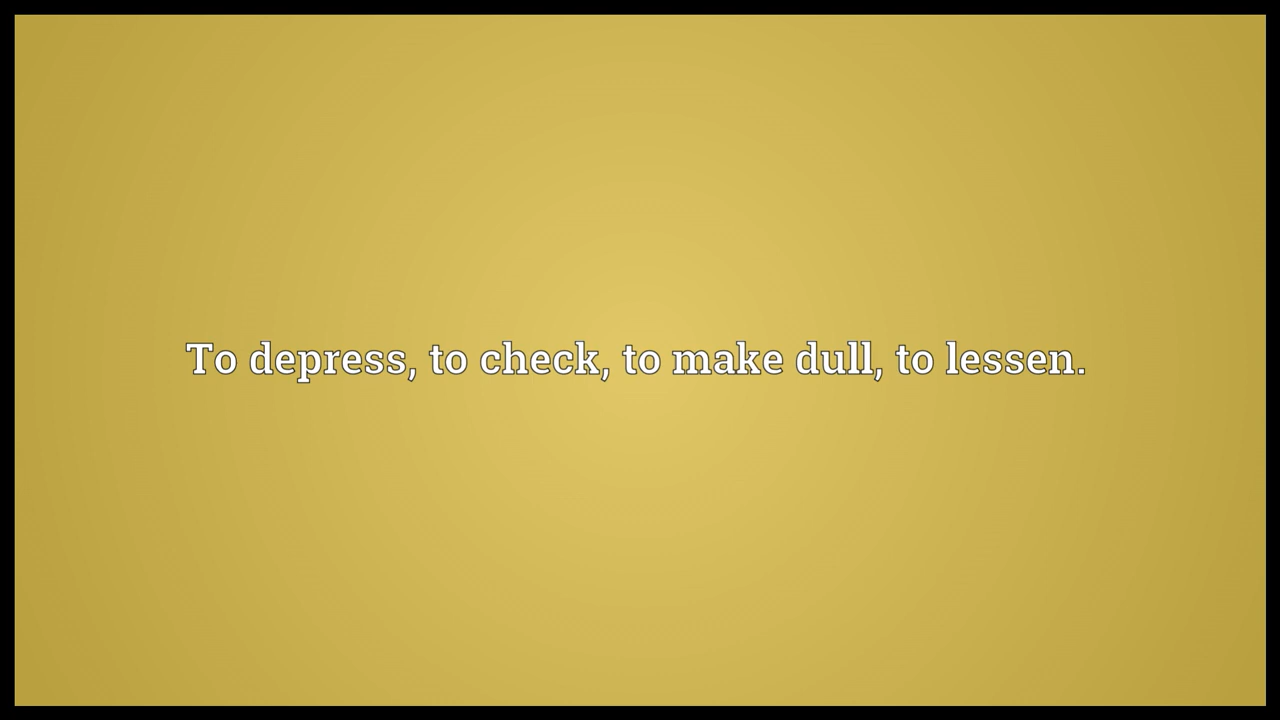 To depress, to check, to make dull, to lessen.